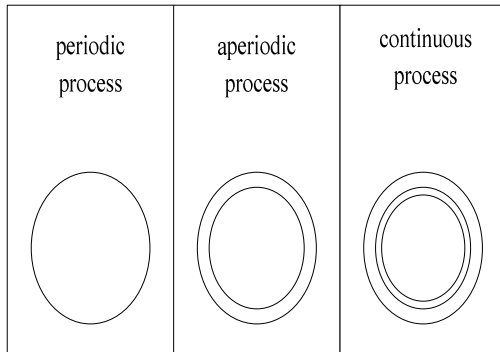 periodic
process
aperiodic
process
continuous
process